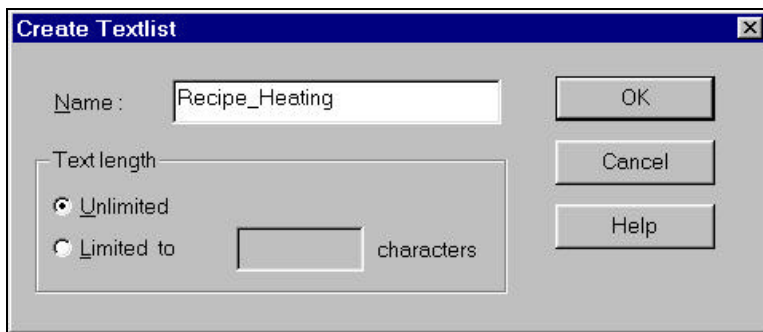 Create Textlist
Name :
Recipe_Heating
OK
Text length
Cancel
Unlimited
Limited to
characters
Help